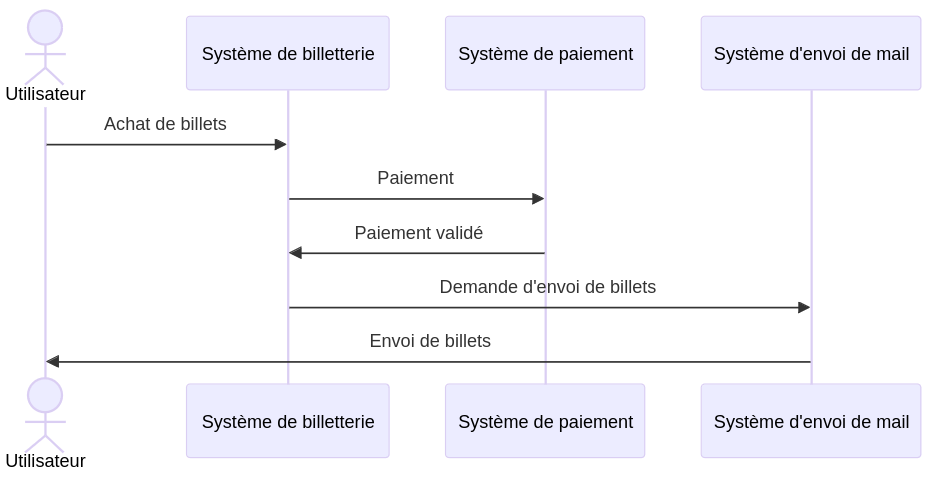 Système de billetterie
Système de paiement
Système d'envoi de mail
Utilisateur
Achat de billets
Paiement
Paiement validé
Demande d'envoi de billets
Envoi de billets
Système de billetterie
Système de paiement
Système d'envoi de mail
Utilisateur